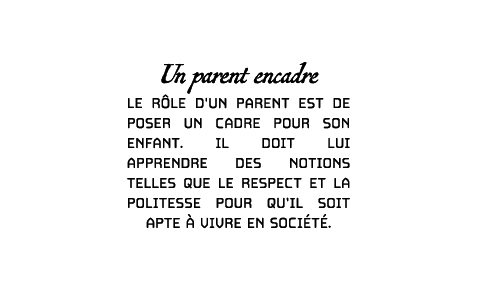 Un parent encadre
LE RÔLE D'UN PARENT EST DE
POSER UN CADRE POUR SON
ENFANT. IL DOIT LUI
APPRENDRE DES NOTIONS
TELLES QUE LE RESPECT ET LA
POLITESSE POUR QU'IL SOIT
APTE À VIVRE EN SOCIÉTÉ.